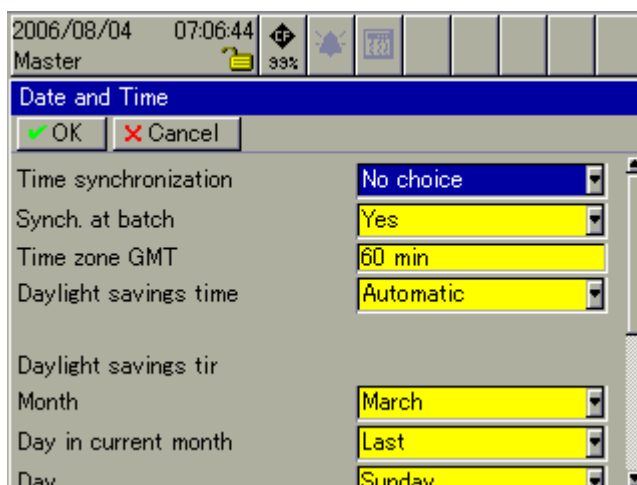 2006/08/04 07:06:44
Master
CF
99%
Date and Time
OK Cancel
Time synchronization No choice
Synch. at batch Yes
Time zone GMT 60 min
Daylight savings time Automatic
Daylight savings tir
Month March
Day in current month Last
Day Sunday